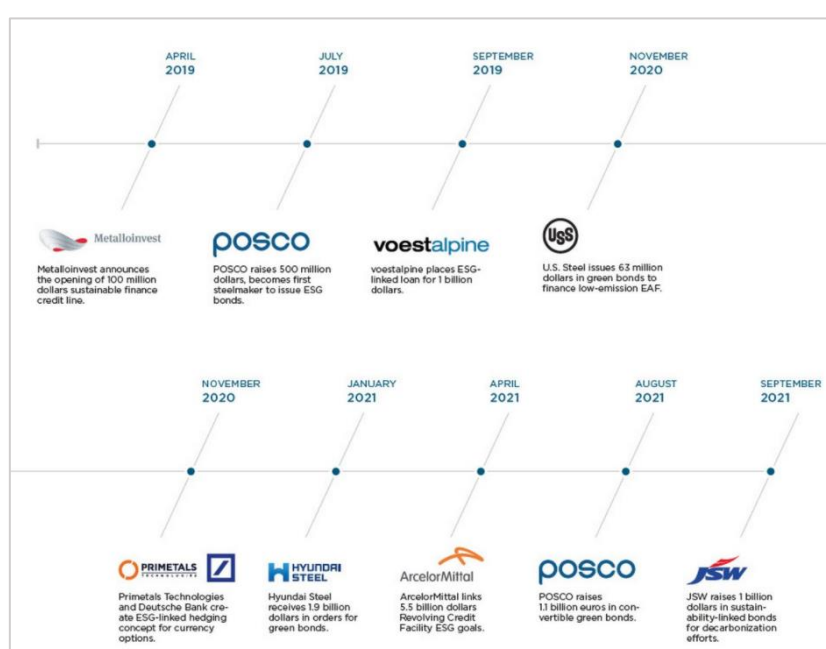 APRIL
2019
JULY
2019
SEPTEMBER
2019
NOVEMBER
2020
Metalloinvest
Metalloinvest announces
the opening of 100 million
dollars sustainable finance
credit line.
posco
POSCO raises 500 million
dollars, becomes first
steelmaker to issue ESG
bonds.
voestalpine
voestalpine places ESG-
linked loan for 1 billion
dollars.
USS
U.S. Steel issues 63 million
dollars in green bonds to
finance low-emission EAF.
NOVEMBER
2020
JANUARY
2021
APRIL
2021
AUGUST
2021
SEPTEMBER
2021
PRIMETALS
TECHNOLOGIES
Primetals Technologies
and Deutsche Bank cre-
ate ESG-linked hedging
concept for currency
options.
HYUNDAI
STEEL
Hyundai Steel
receives 1.9 billion
dollars in orders for
green bonds.
ArcelorMittal
ArcelorMittal links
5.5 billion dollars
Revolving Credit
Facility ESG goals.
posco
POSCO raises
1.1 billion euros in con-
vertible green bonds.
JSW
JSW raises 1 billion
dollars in sustain-
ability-linked bonds
for decarbonization
efforts.